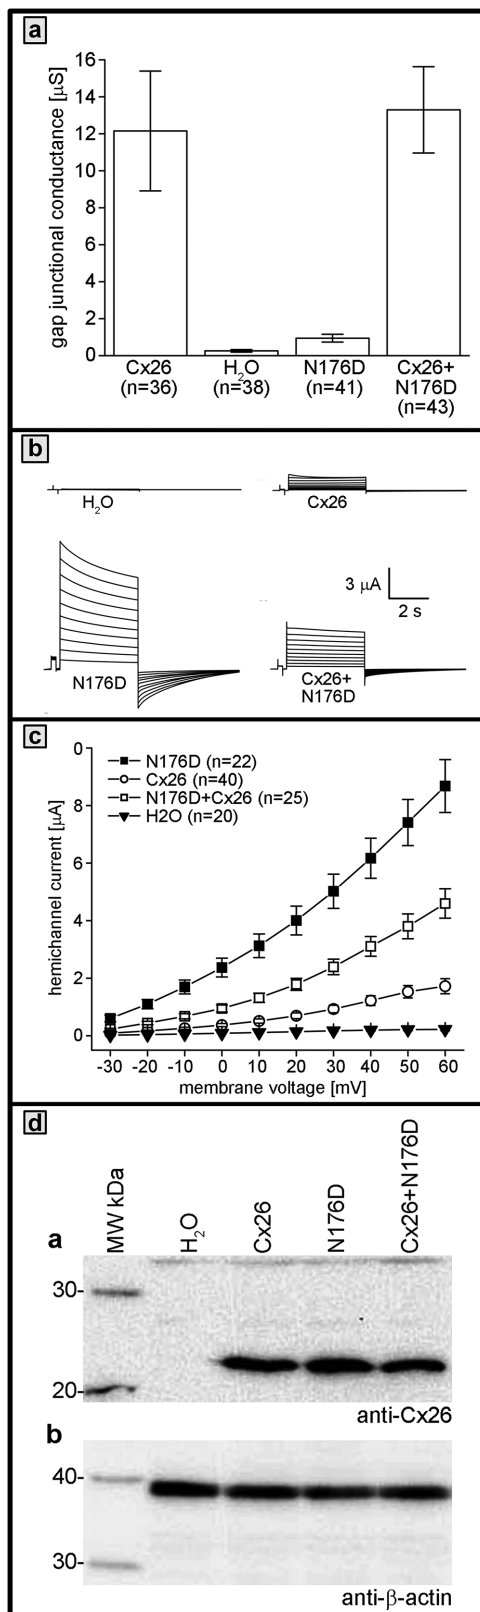 a
gap junctional conductance [μS]
16
14
12
10
8
6
4
2
0
Cx26
(n=36)
H₂O
(n=38)
N176D
(n=41)
Cx26+
N176D
(n=43)
b
H₂O
Cx26
N176D
Cx26+
N176D
3 μA
2 s
c
hemichannel current [μA]
0
8
6
4
2
0
N176D (n=22)
Cx26 (n=40)
N176D+Cx26 (n=25)
H2O (n=20)
-30 -20 -10 0 10 20 30 40 50 60
membrane voltage [mV]
d
MW kDa
H₂O
Cx26
N176D
Cx26+N176D
a
30-
20-
anti-Cx26
b
40-
30-
anti-β-actin